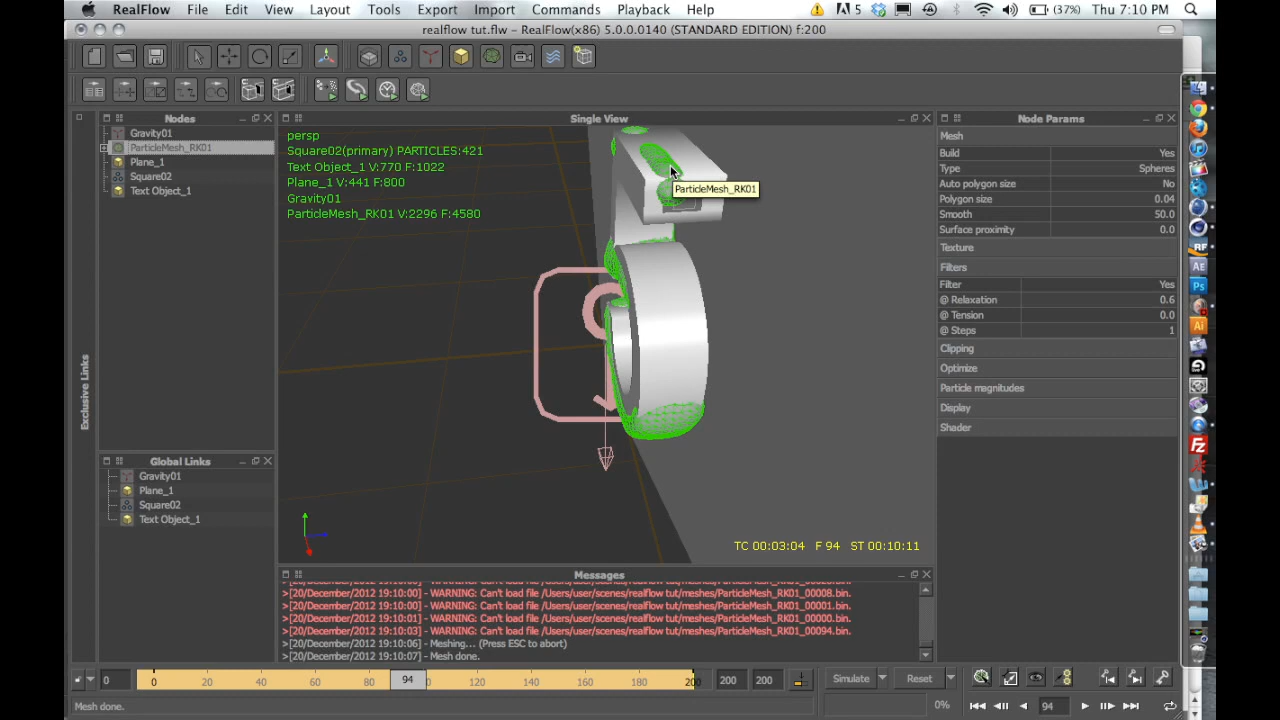 RealFlow File Edit View Layout Tools Export Import Commands Playback Help 5 (37%) Thu 7:10 PM
realflow tut.flw - RealFlow(x86) 5.0.0.0140 (STANDARD EDITION) f:200
Nodes
Gravity01
ParticleMesh_RK01
Plane_1
Square02
Text Object_1
Exclusive Links
Global Links
Gravity01
Plane_1
Square02
Text Object_1
Single View
persp
Square02(primary) PARTICLES:421
Text Object_1 V:770 F:1022
Plane_1 V:441 F:800
Gravity01
ParticleMesh_RK01 V:2296 F:4580
ParticleMesh_RK01
TC 00:03:04 F 94 ST 00:10:11
Node Params
Mesh
Build Yes
Type Spheres
Auto polygon size No
Polygon size 0.04
Smooth 50.0
Surface proximity 0.0
Texture
Filters
Filter Yes
@ Relaxation 0.6
@ Tension 0.0
@ Steps 1
Clipping
Optimize
Particle magnitudes
Display
Shader
RF
AE
Ps
Ai
Fz
Messages
>[20/December/2012 19:10:00] - WARNING: Can't load file /Users/user/scenes/realflow tut/meshes/ParticleMesh_RK01_00008.bin.
>[20/December/2012 19:10:00] - WARNING: Can't load file /Users/user/scenes/realflow tut/meshes/ParticleMesh_RK01_00001.bin.
>[20/December/2012 19:10:01] - WARNING: Can't load file /Users/user/scenes/realflow tut/meshes/ParticleMesh_RK01_00000.bin.
>[20/December/2012 19:10:03] - WARNING: Can't load file /Users/user/scenes/realflow tut/meshes/ParticleMesh_RK01_00094.bin.
>[20/December/2012 19:10:06] - Meshing... (Press ESC to abort)
>[20/December/2012 19:10:07] - Mesh done.
0 0 20 40 60 80 94 120 140 160 180 200 200 200 Simulate Reset
Mesh done. 0% 94